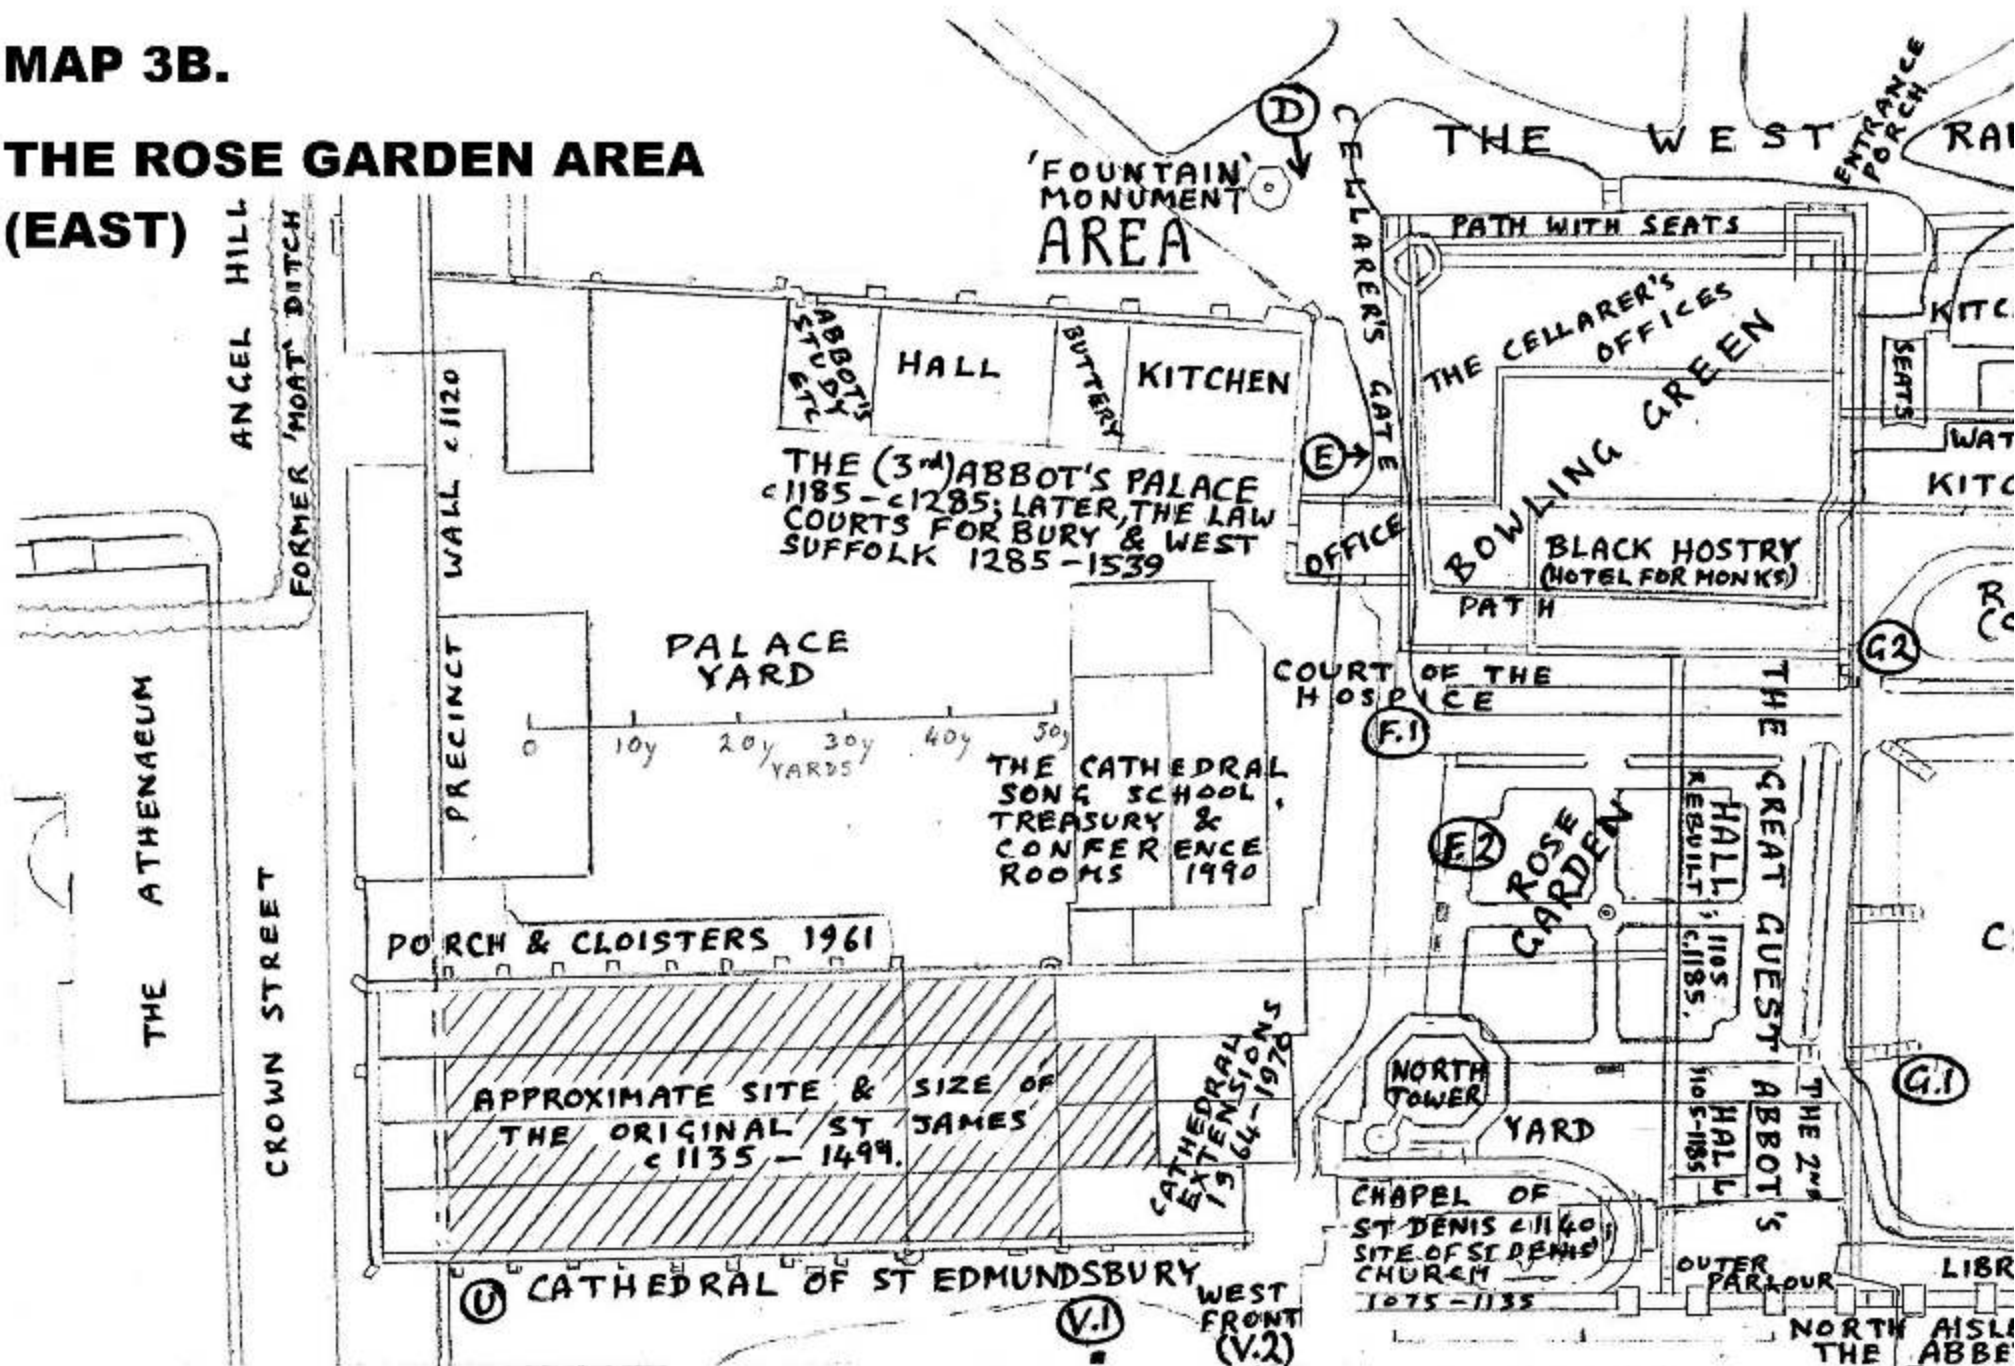 MAP 3B.
THE ROSE GARDEN AREA
(EAST)
ANGEL HILL
FORMER 'MOAT' DITCH
'FOUNTAIN'
MONUMENT
AREA
D
CELLARER'S GATE
THE WEST
ENTRANCE
PORCH
PATH WITH SEATS
THE CELLARER'S
OFFICES
BOWLING GREEN
SEATS
ABBOT'S
STUDY
ETC
HALL
BUTTERY
KITCHEN
E
THE (3rd) ABBOT'S PALACE
c1185-c1285; LATER, THE LAW
COURTS FOR BURY & WEST
SUFFOLK 1285-1539
OFFICE
BLACK HOSTRY
(HOTEL FOR MONKS)
PATH
PRECINCT WALL c1120
PALACE
YARD
0 10y 20y 30y 40y 50y
YARDS
COURT OF THE
HOSPICE
F.1
G2
THE CATHEDRAL
SONG SCHOOL,
TREASURY &
CONFERENCE
ROOMS 1990
F.2
ROSE
GARDEN
HALL; 1105
REBUILT c.1185.
THE GREAT GUEST
THE ATHENAEUM
CROWN STREET
PORCH & CLOISTERS 1961
APPROXIMATE SITE & SIZE OF
THE ORIGINAL ST JAMES
c1135 - 1499.
CATHEDRAL
EXTENSIONS
1964-1970
NORTH
TOWER
YARD
THE 2ND
ABBOT'S
HALL
1105-1185
G.1
CHAPEL OF
ST DENIS c1140
SITE OF ST DENIS'
CHURCH
1075-1135
OUTER
PARLOUR
U
CATHEDRAL OF ST EDMUNDSBURY
V.1
WEST
FRONT
(V.2)
NORTH
THE